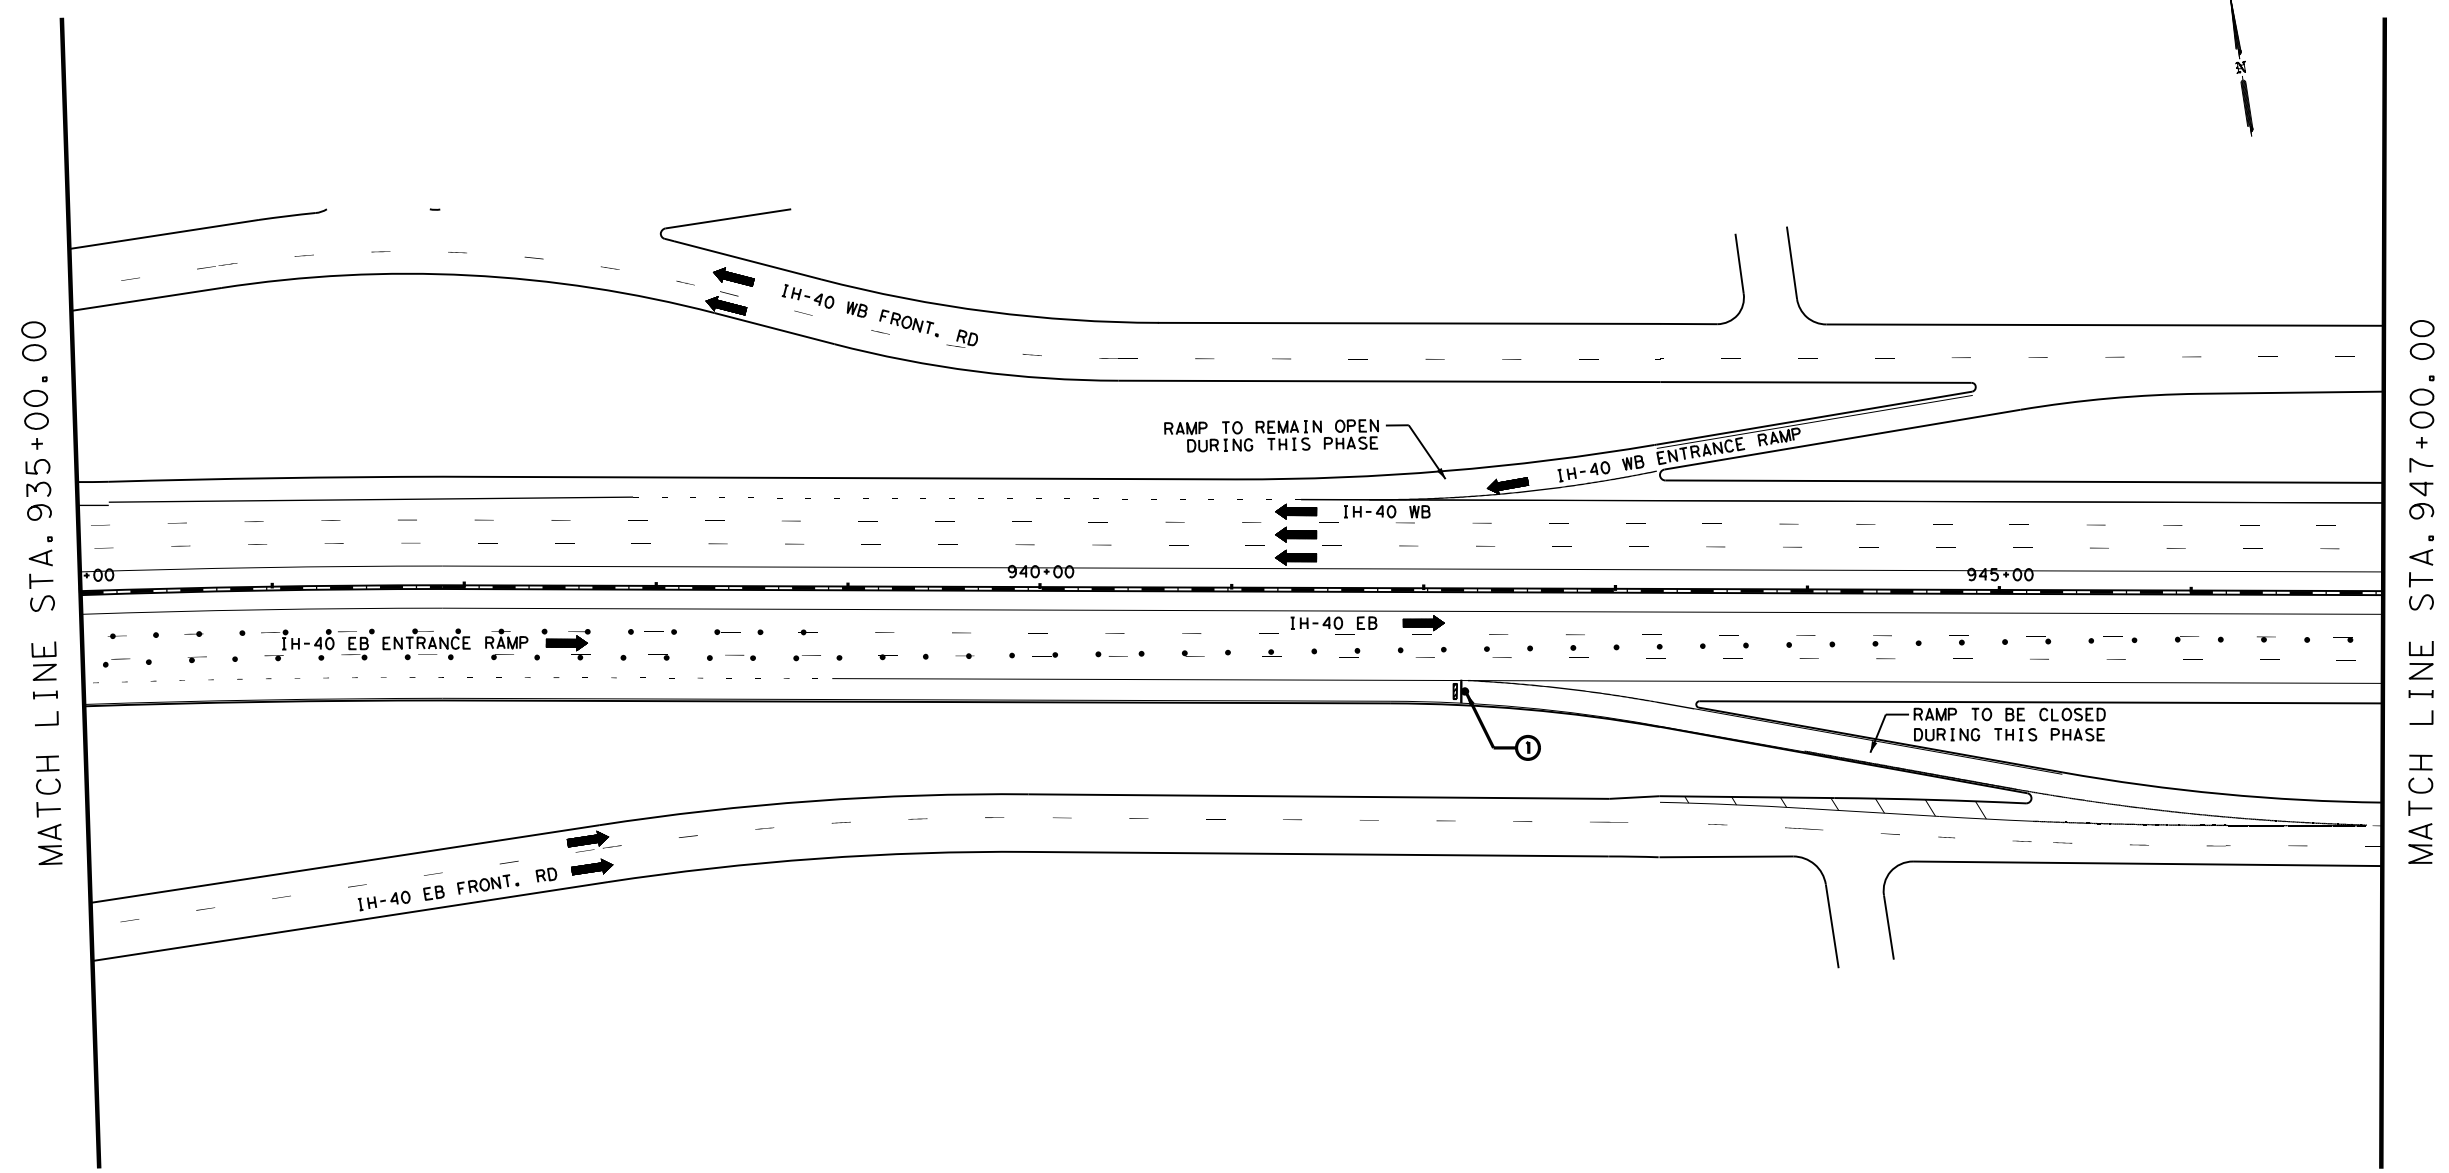 N
IH-40 WB FRONT. RD
RAMP TO REMAIN OPEN
DURING THIS PHASE
IH-40 WB ENTRANCE RAMP
IH-40 WB
+00
940+00
945+00
IH-40 EB
IH-40 EB ENTRANCE RAMP
RAMP TO BE CLOSED
DURING THIS PHASE
1
IH-40 EB FRONT. RD
MATCH LINE STA. 935+00.00
MATCH LINE STA. 947+00.00